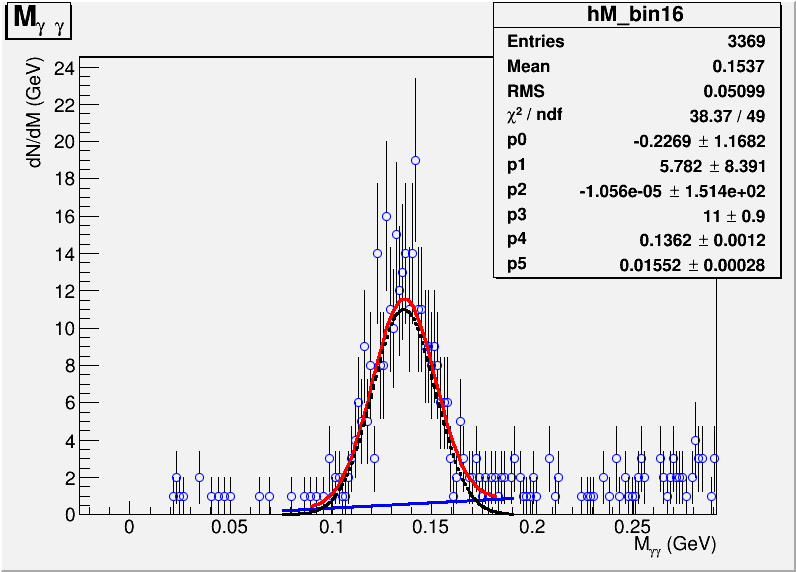 M γ γ
hM_bin16
Entries 3369
Mean 0.1537
RMS 0.05099
χ² / ndf 38.37 / 49
p0 -0.2269 ± 1.1682
p1 5.782 ± 8.391
p2 -1.056e-05 ± 1.514e+02
p3 11 ± 0.9
p4 0.1362 ± 0.0012
p5 0.01552 ± 0.00028
dN/dM (GeV)
24
22
20
18
16
14
12
10
8
6
4
2
0
0 0.05 0.1 0.15 0.2 0.25
M γγ (GeV)